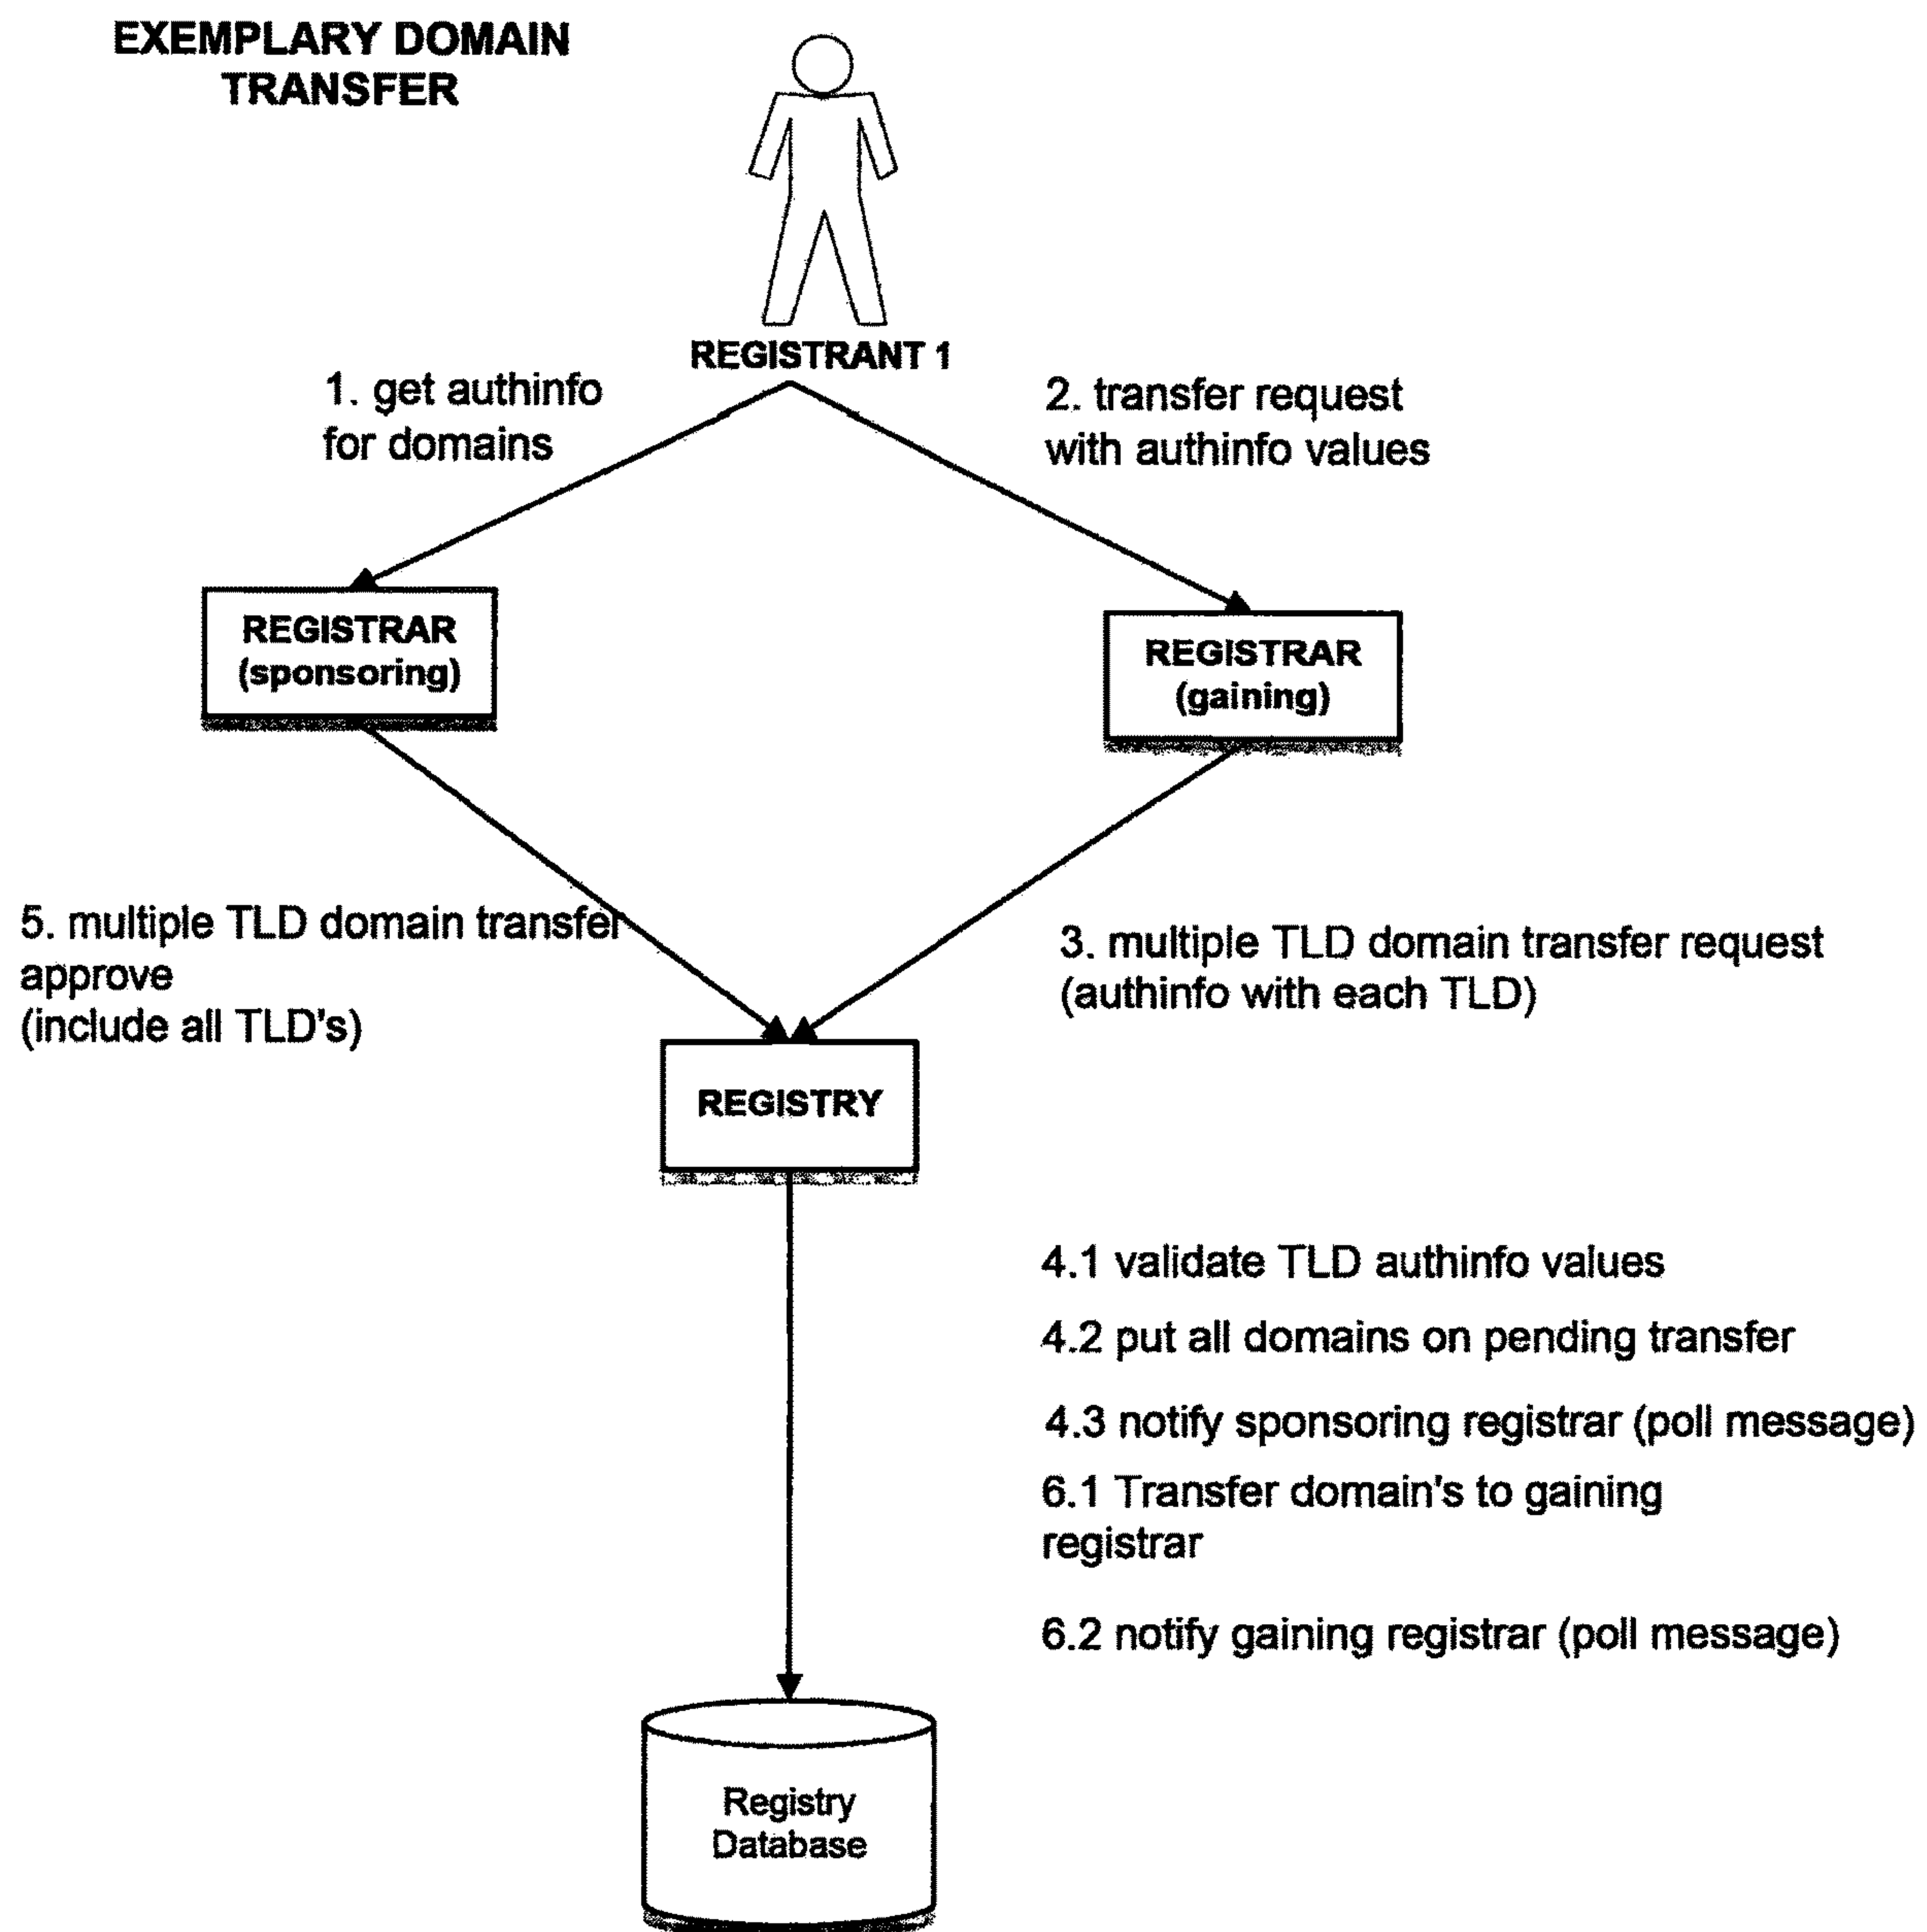 EXEMPLARY DOMAIN
TRANSFER
REGISTRANT 1
1. get authinfo
for domains
2. transfer request
with authinfo values
REGISTRAR
(sponsoring)
REGISTRAR
(gaining)
5. multiple TLD domain transfer
approve
(include all TLD's)
3. multiple TLD domain transfer request
(authinfo with each TLD)
REGISTRY
4.1 validate TLD authinfo values
4.2 put all domains on pending transfer
4.3 notify sponsoring registrar (poll message)
6.1 Transfer domain's to gaining
registrar
6.2 notify gaining registrar (poll message)
Registry
Database